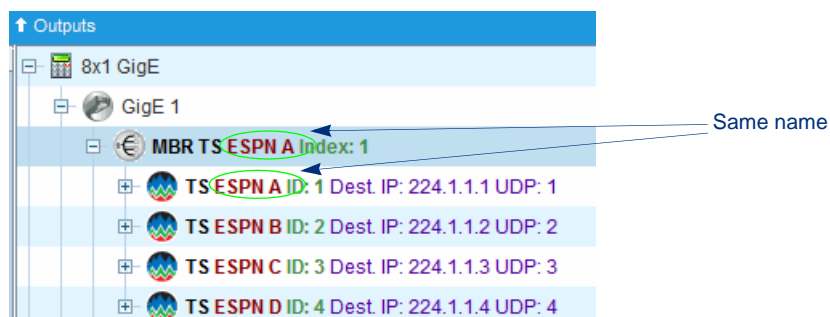 Outputs
8x1 GigE
GigE 1
MBR TS ESPN A Index: 1
Same name
TS ESPN A ID: 1 Dest. IP: 224.1.1.1 UDP: 1
TS ESPN B ID: 2 Dest. IP: 224.1.1.2 UDP: 2
TS ESPN C ID: 3 Dest. IP: 224.1.1.3 UDP: 3
TS ESPN D ID: 4 Dest. IP: 224.1.1.4 UDP: 4